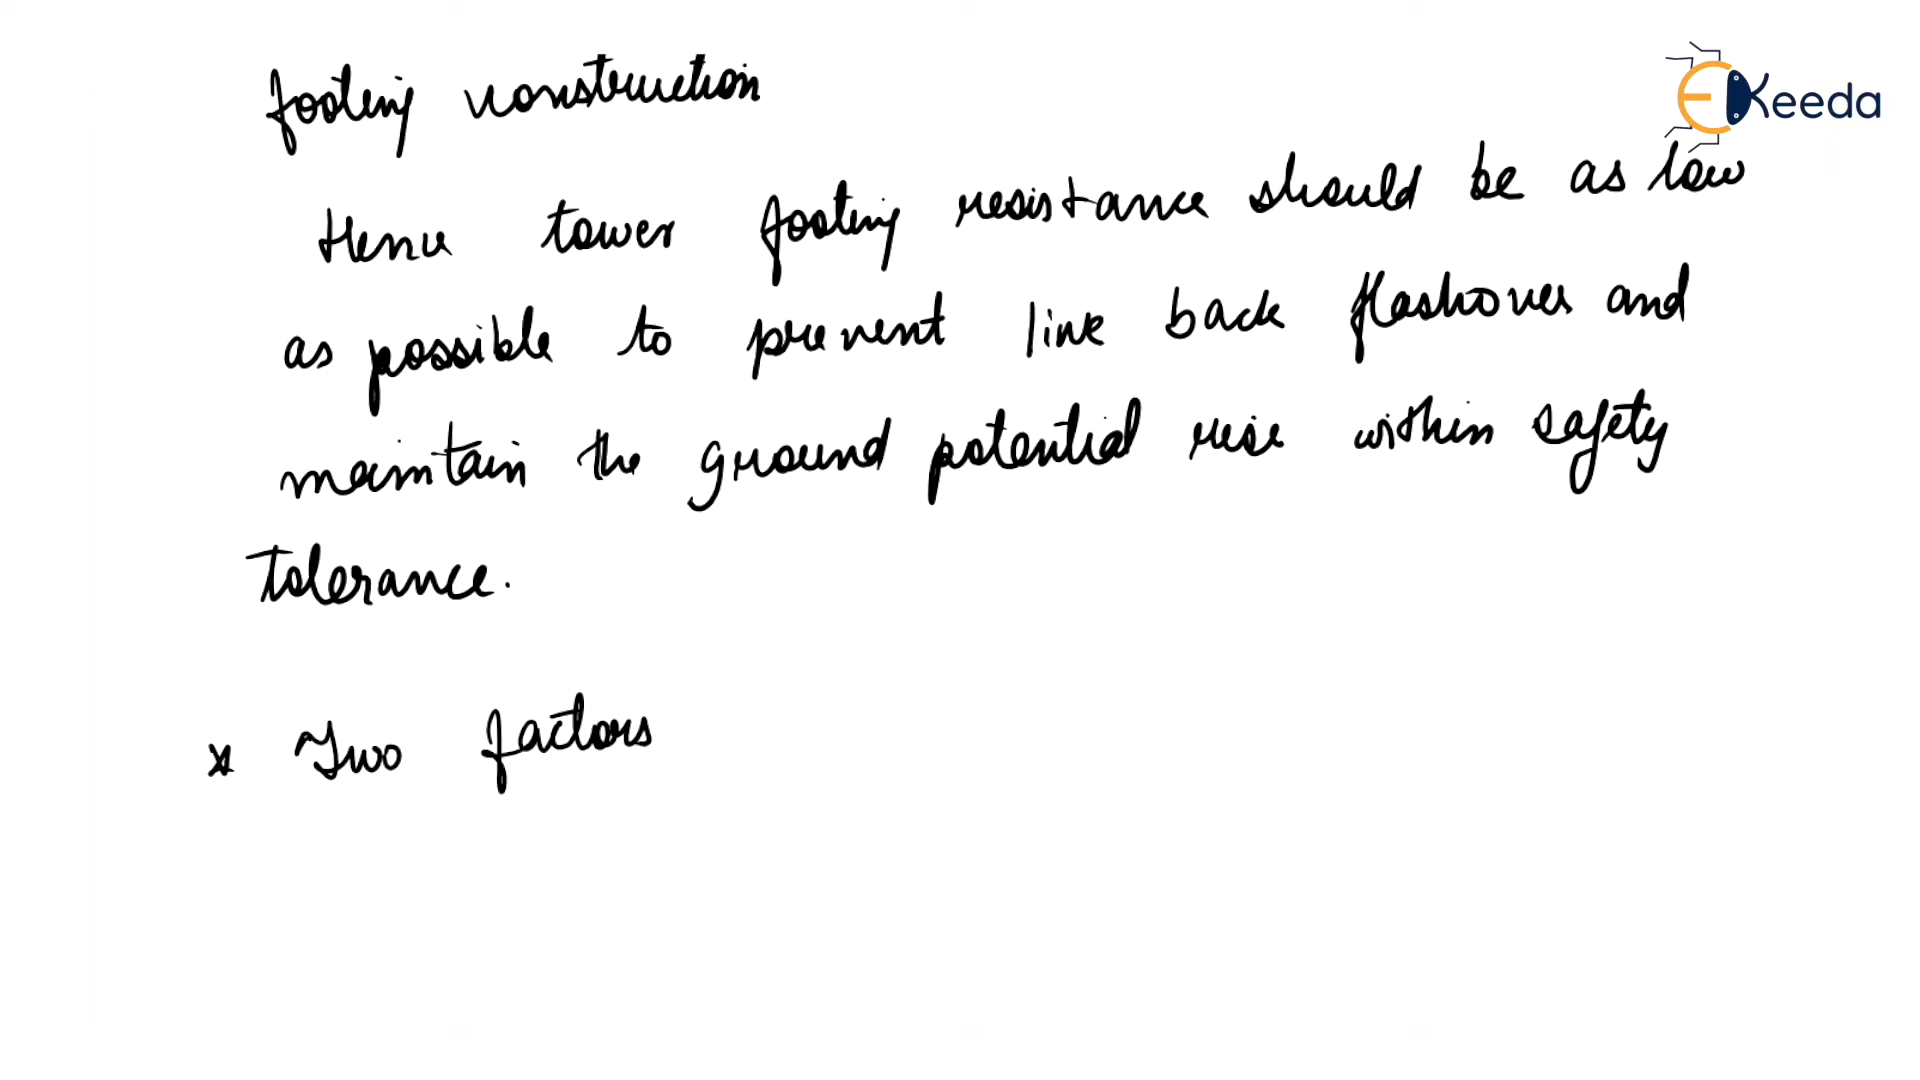 footing construction
EKeeda
Hence tower footing resistance should be as low
as possible to prevent line back flashover and
maintain the ground potential rise within safety
tolerance.
* Two factors